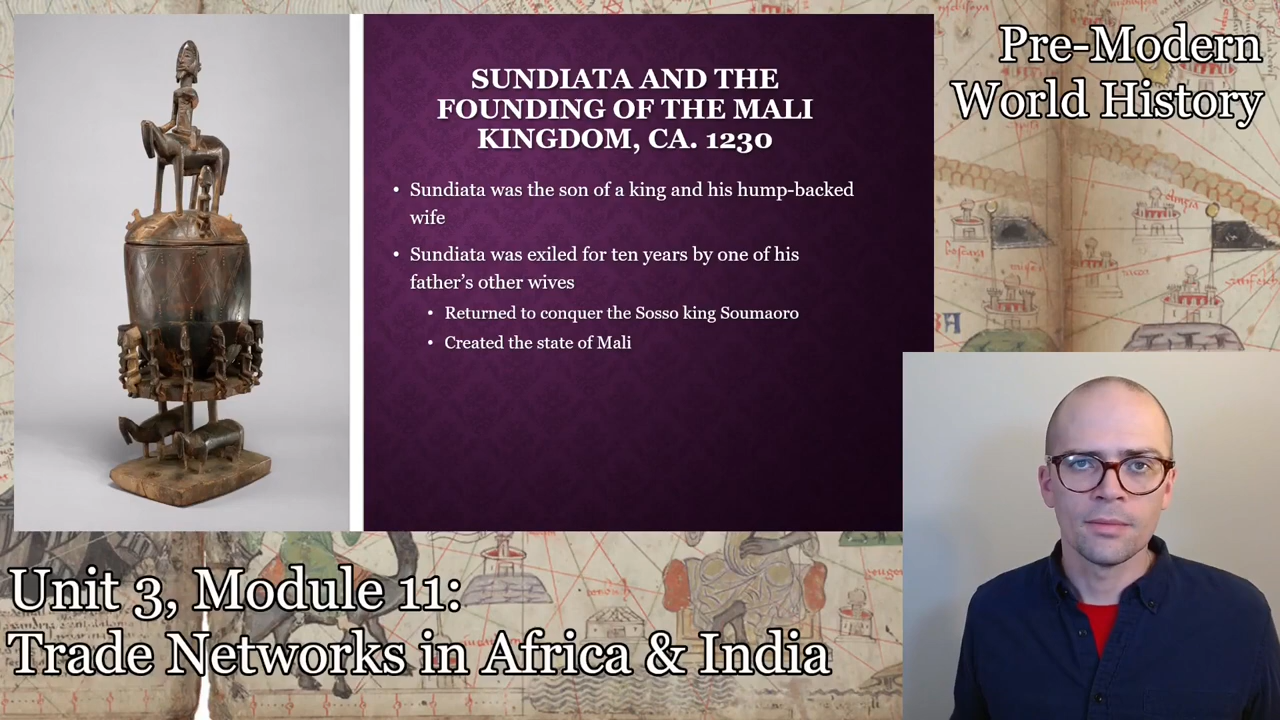 Pre-Modern
World History
SUNDIATA AND THE
FOUNDING OF THE MALI
KINGDOM, CA. 1230
• Sundiata was the son of a king and his hump-backed
wife
• Sundiata was exiled for ten years by one of his
father’s other wives
• Returned to conquer the Sosso king Soumaoro
• Created the state of Mali
Unit 3, Module 11:
Trade Networks in Africa & India